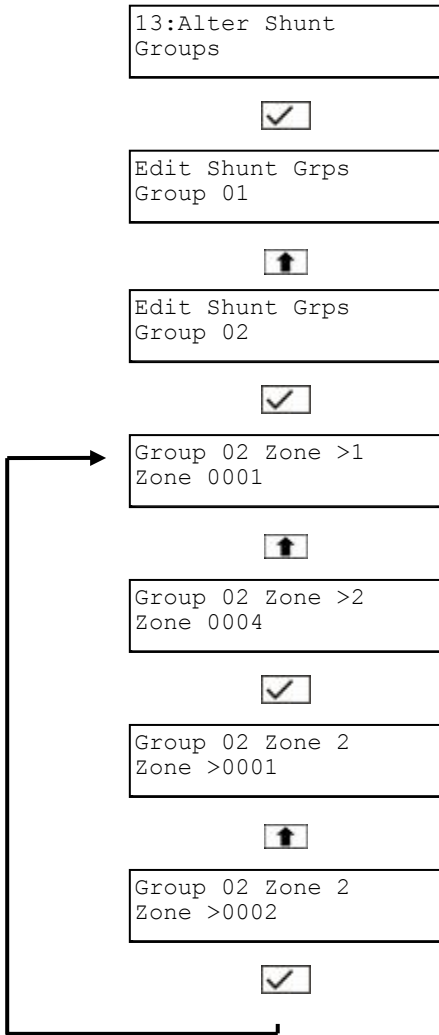 13:Alter Shunt
Groups
Edit Shunt Grps
Group 01
Edit Shunt Grps
Group 02
Group 02 Zone >1
Zone 0001
Group 02 Zone >2
Zone 0004
Group 02 Zone 2
Zone >0001
Group 02 Zone 2
Zone >0002